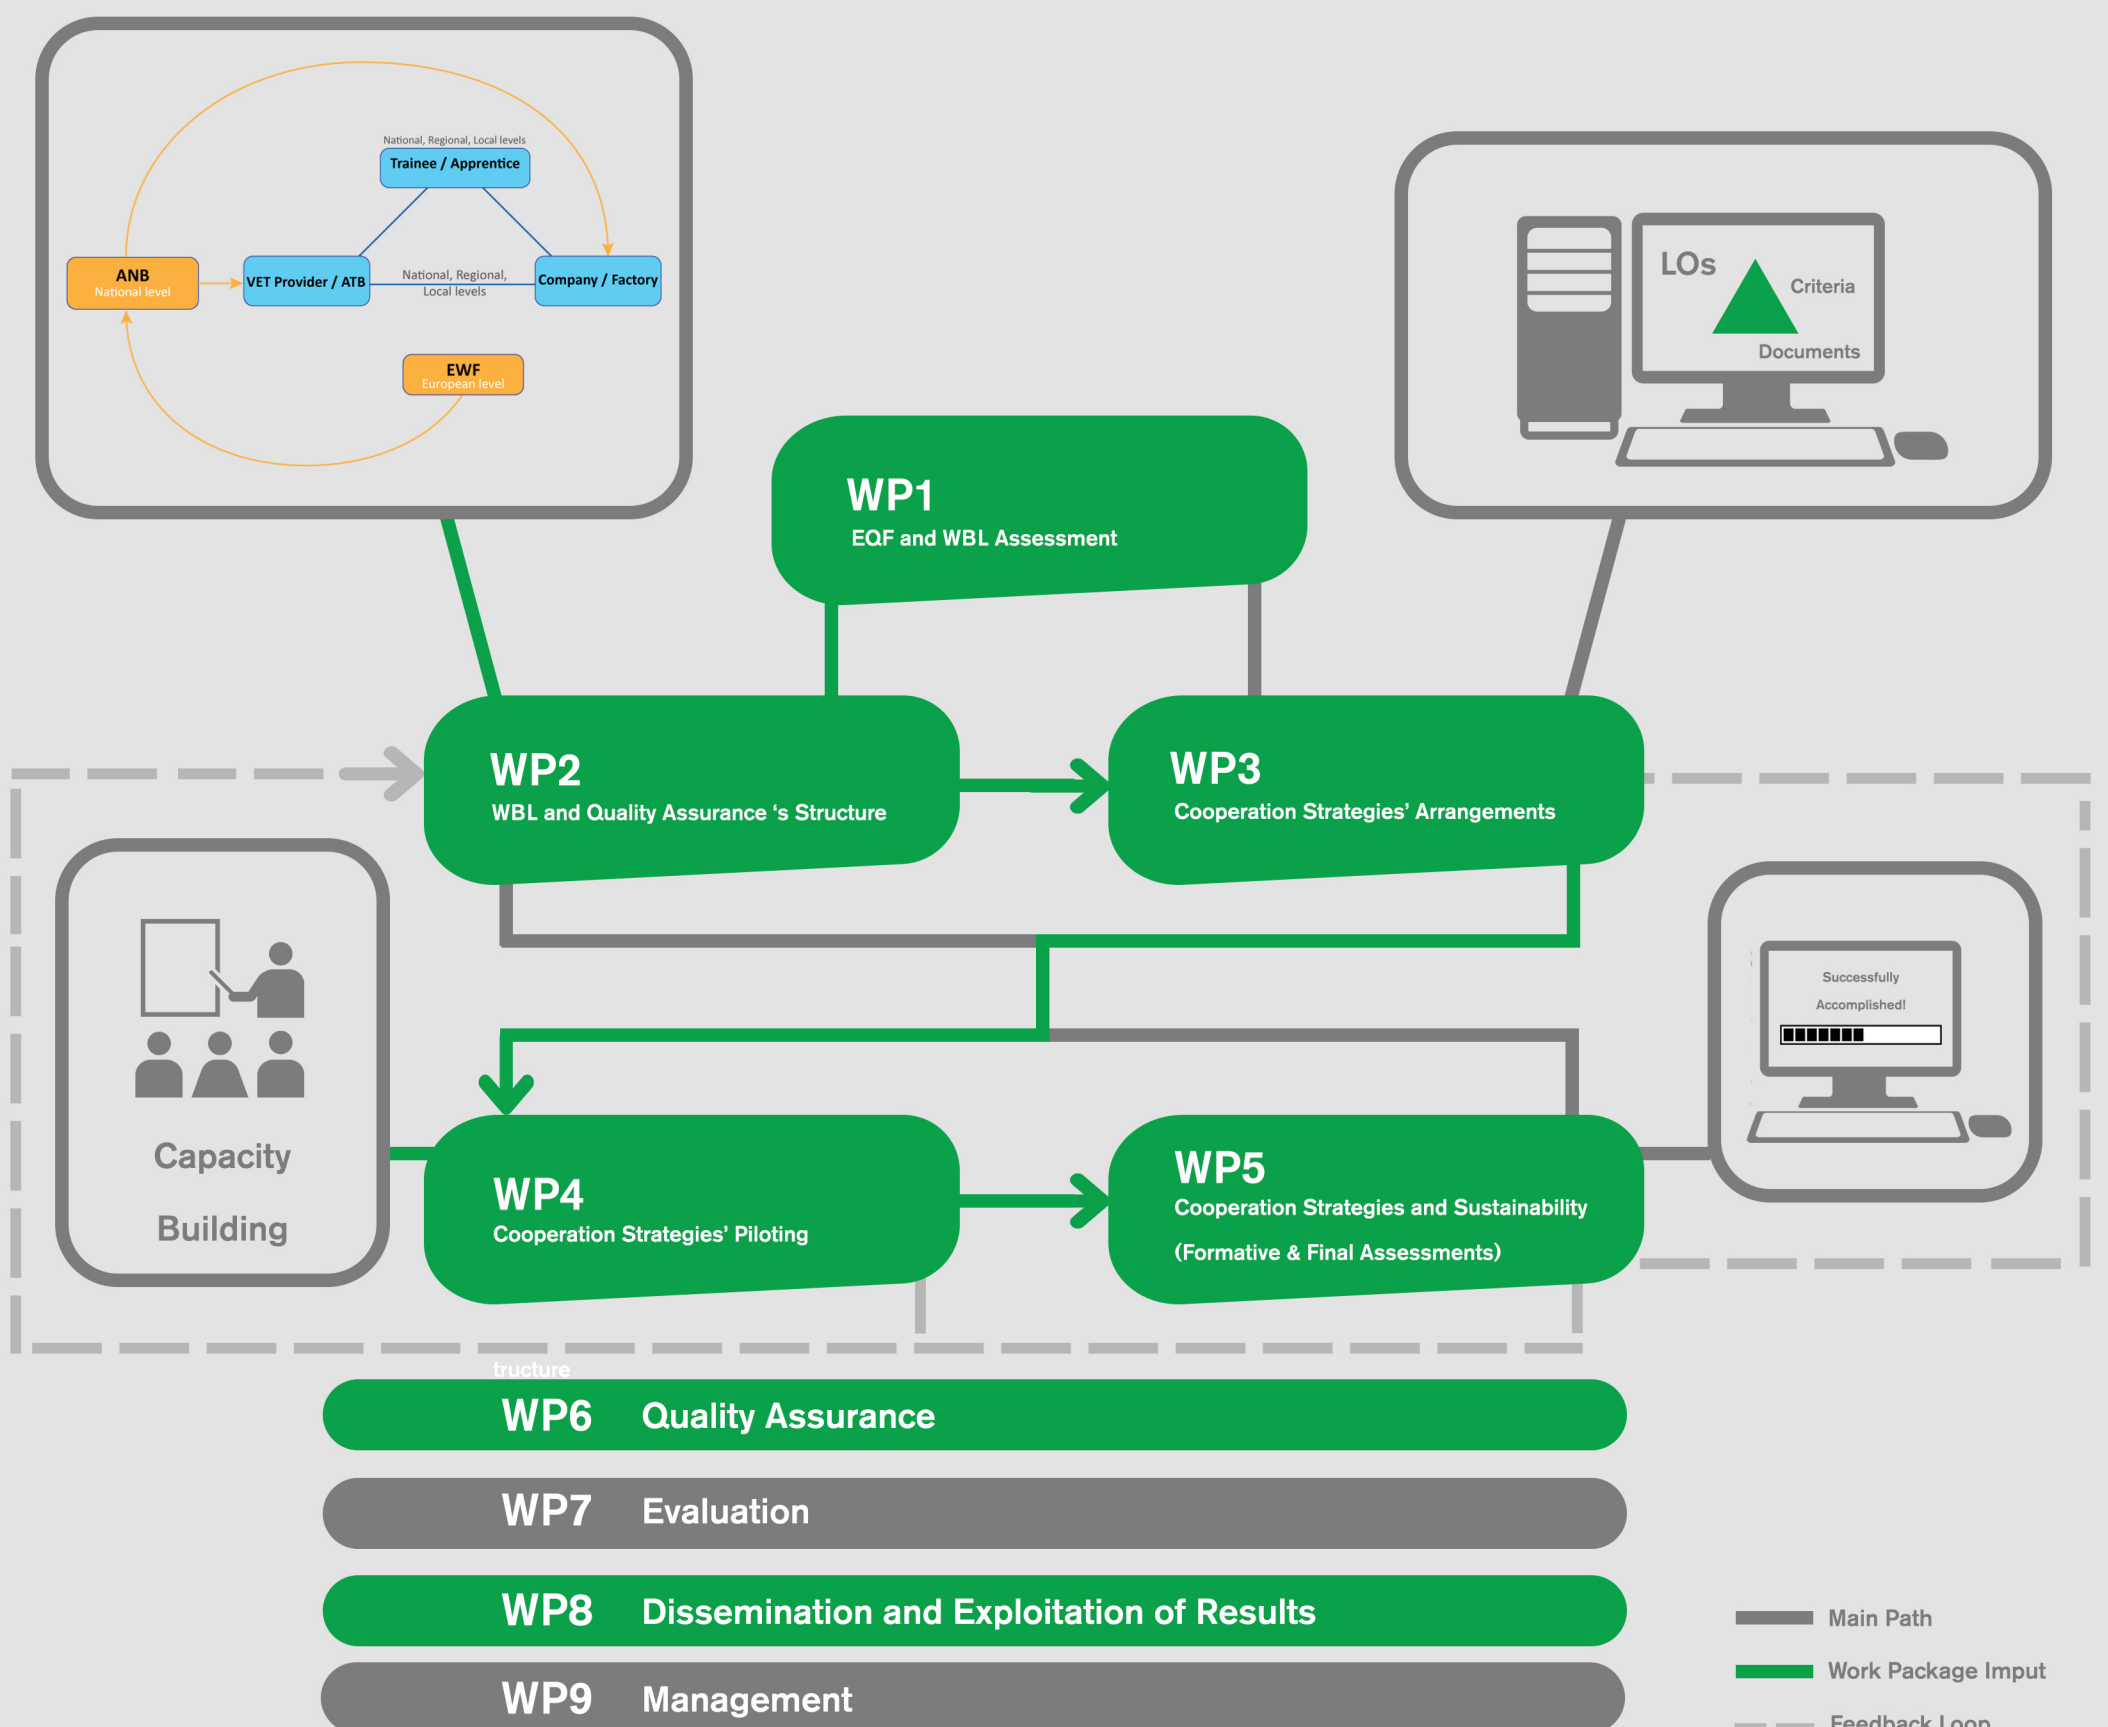 National, Regional, Local levels
Trainee / Apprentice
ANB
National level
VET Provider / ATB
National, Regional,
Local levels
Company / Factory
EWF
European level
LOs
Criteria
Documents
WP1
EQF and WBL Assessment
WP2
WBL and Quality Assurance ‘s Structure
WP3
Cooperation Strategies’ Arrangements
Capacity
Building
Successfully
Accomplished!
WP4
Cooperation Strategies’ Piloting
WP5
Cooperation Strategies and Sustainability
(Formative & Final Assessments)
tructure
WP6 Quality Assurance
WP7 Evaluation
WP8 Dissemination and Exploitation of Results
WP9 Management
Main Path
Work Package Imput
Feedback Loop